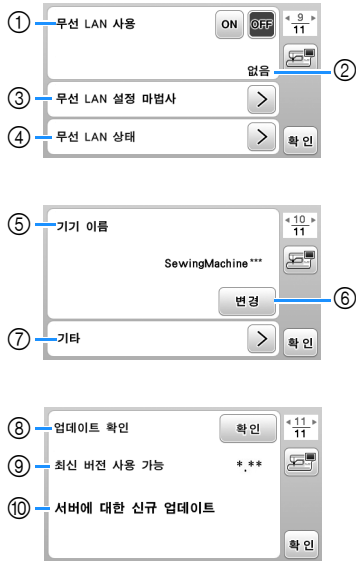 ① 무선 LAN 사용 ON OFF 9
11
없음 ②
③ 무선 LAN 설정 마법사
④ 무선 LAN 상태 확인
⑤ 기기 이름 10
11
SewingMachine***
변경 ⑥
⑦ 기타 확인
⑧ 업데이트 확인 확인 11
11
⑨ 최신 버전 사용 가능 *.**
⑩ 서버에 대한 신규 업데이트
확인